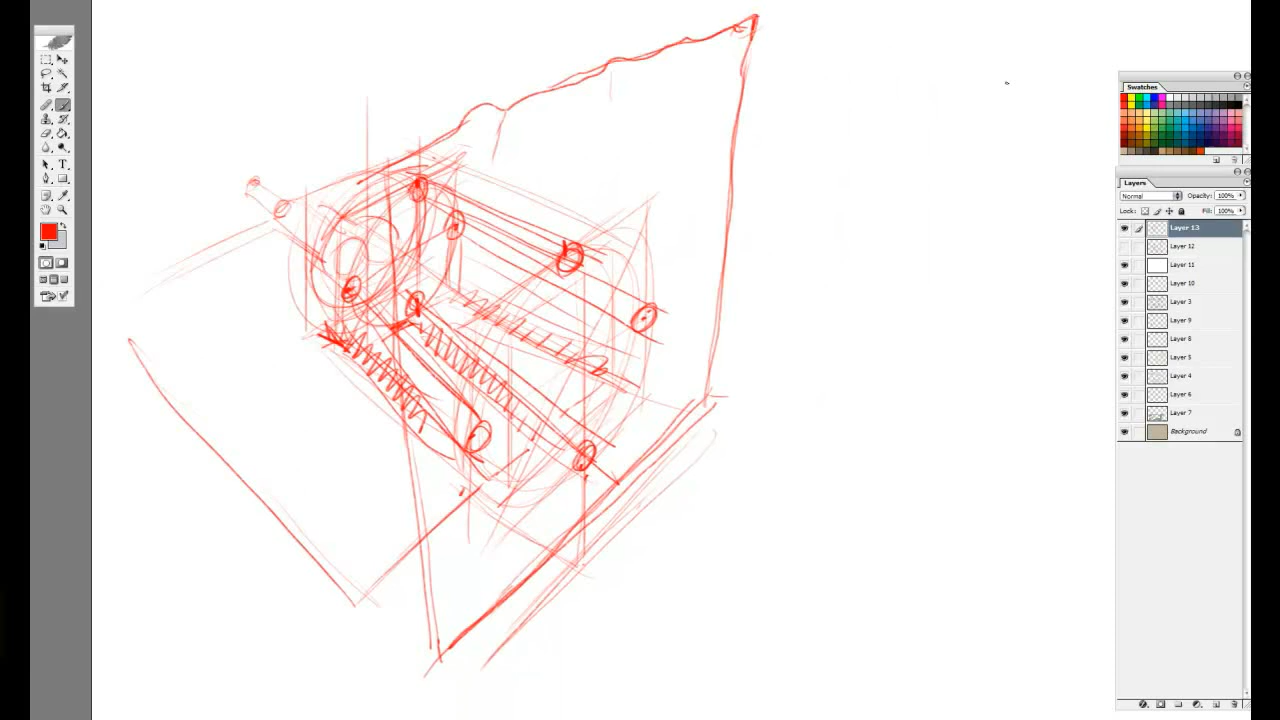 Swatches
Layers
Normal
Opacity: 100%
Lock:
Fill: 100%
Layer 13
Layer 12
Layer 11
Layer 10
Layer 3
Layer 9
Layer 8
Layer 5
Layer 4
Layer 6
Layer 7
Background